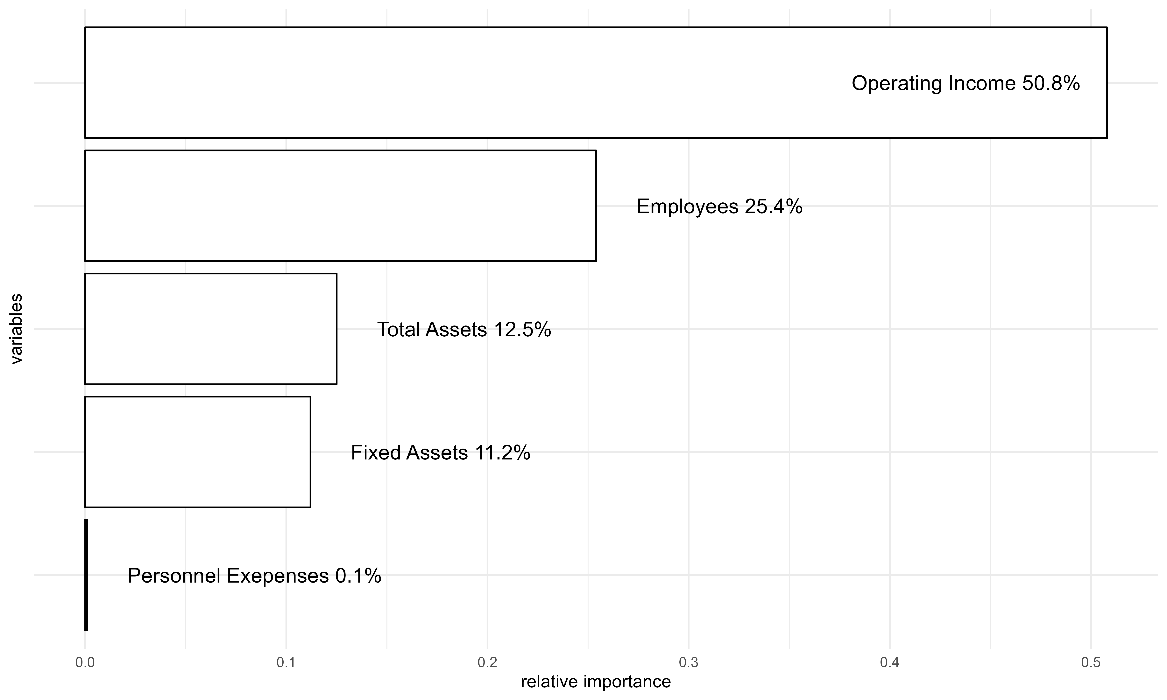 Operating Income 50.8%
Employees 25.4%
Total Assets 12.5%
Fixed Assets 11.2%
Personnel Exepenses 0.1%
variables
0.0 0.1 0.2 0.3 0.4 0.5
relative importance